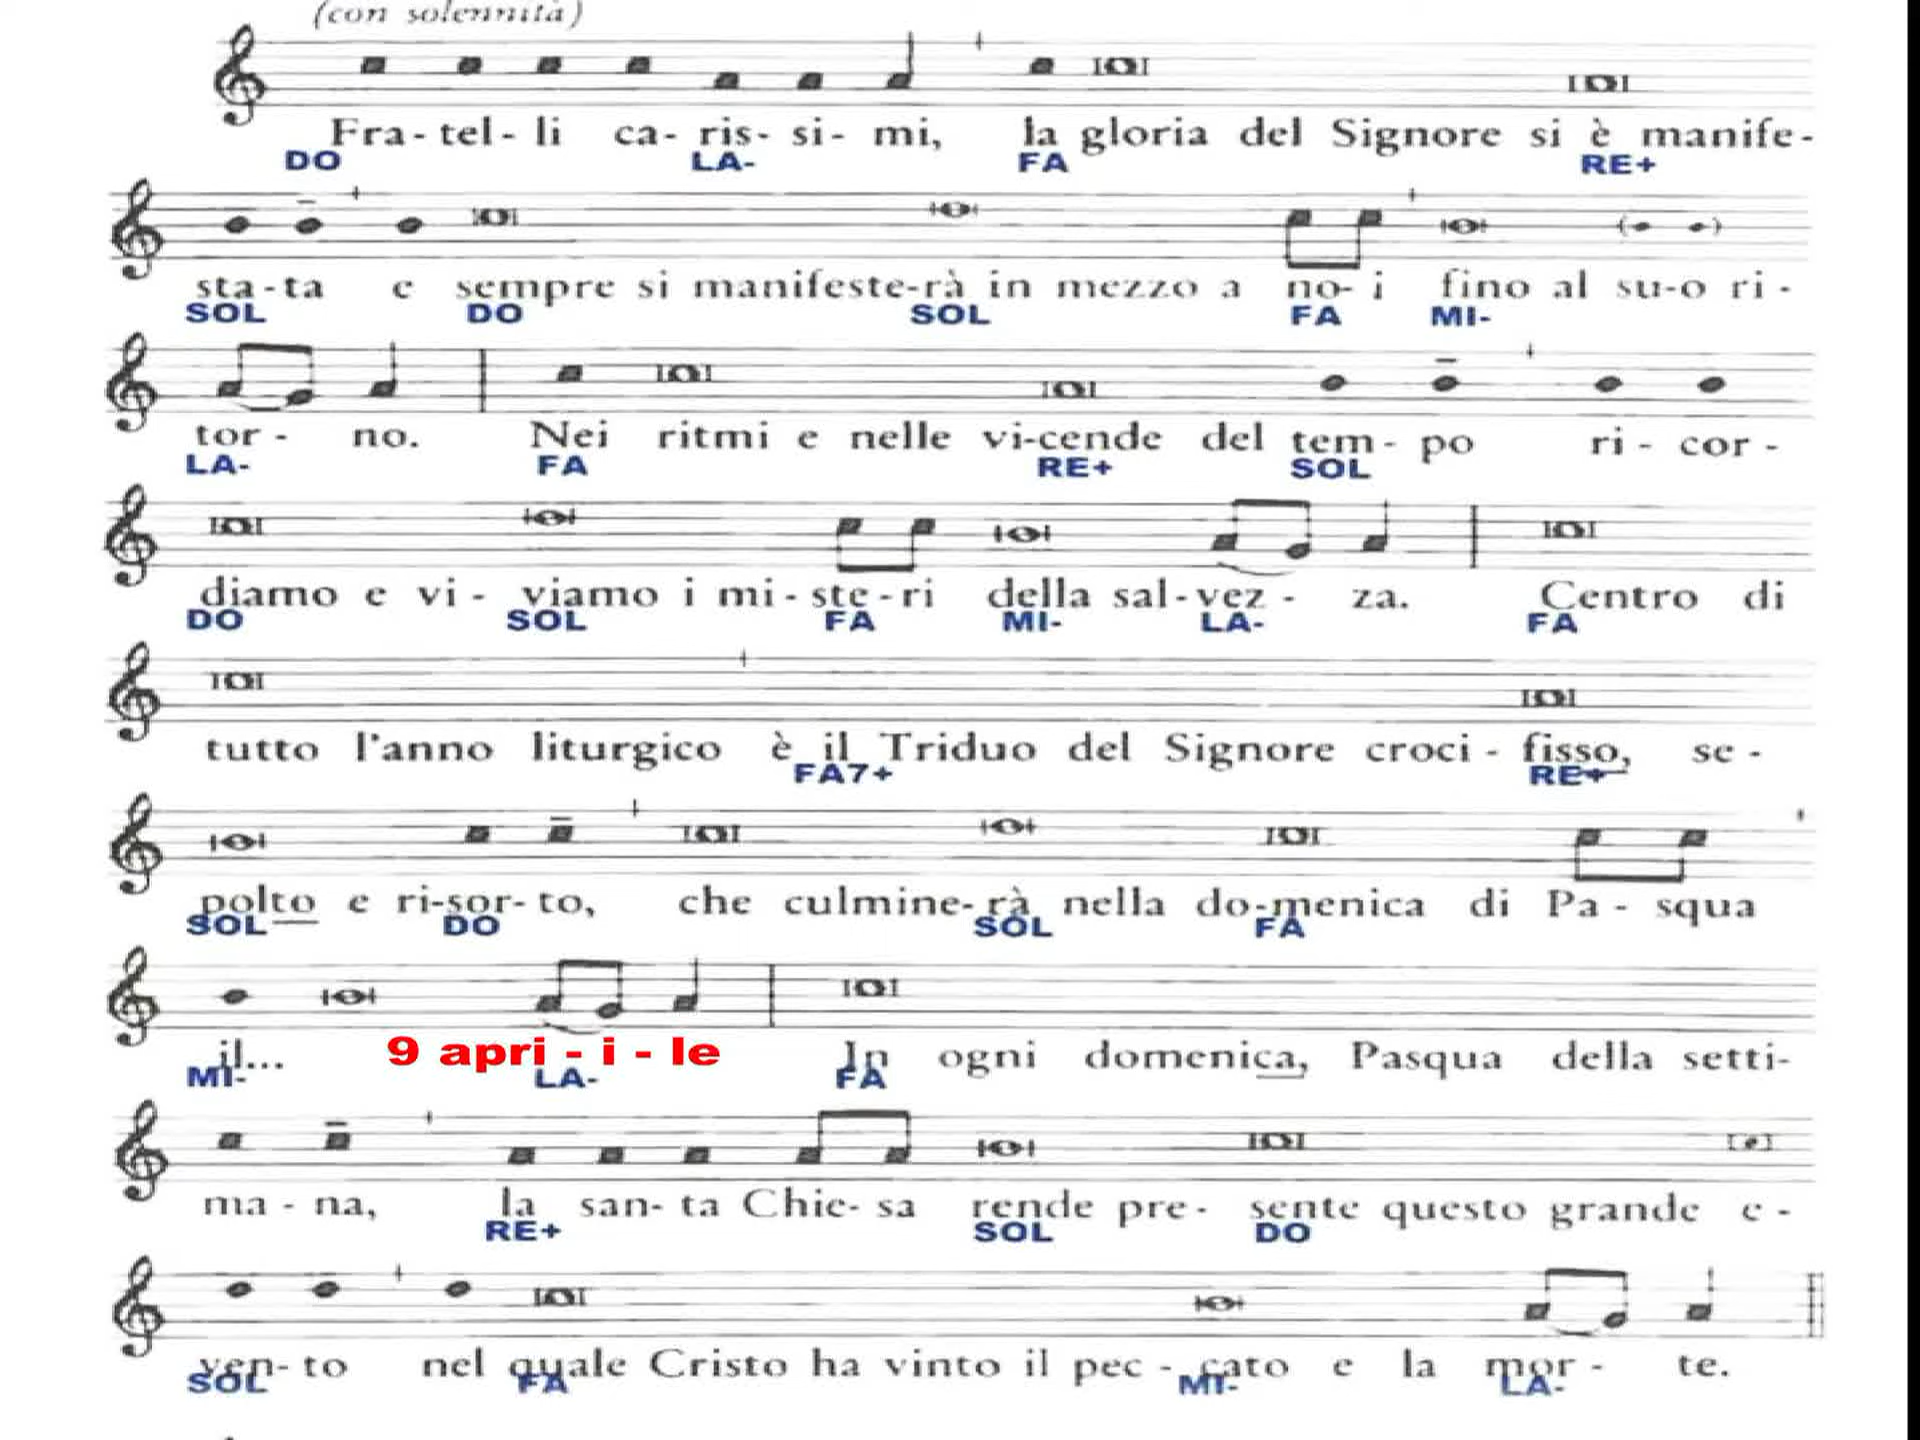 (con solennità)
Fra-tel-li ca-ris-si-mi, la gloria del Signore si è manife-
DO LA- FA RE+
sta-ta e sempre si manifeste-rà in mezzo a no-i fino al su-o ri-
SOL DO SOL FA MI-
tor-no. Nei ritmi e nelle vi-cende del tem-po ri-cor-
LA- FA RE+ SOL
diamo e vi-viamo i mi-ste-ri della sal-vez-za. Centro di
DO SOL FA MI- LA- FA
tutto l'anno liturgico è il Triduo del Signore croci-fisso, se-
FA7+ RE+
polto e ri-sor-to, che culmine-rà nella do-menica di Pa-squa
SOL DO SOL FA
il... 9 apri - i - le In ogni domenica, Pasqua della setti-
MI- LA- FA
ma-na, la san-ta Chie-sa rende pre-sente questo grande e-
RE+ SOL DO
ven-to nel quale Cristo ha vinto il pec-cato e la mor-te.
SOL FA MI- LA-